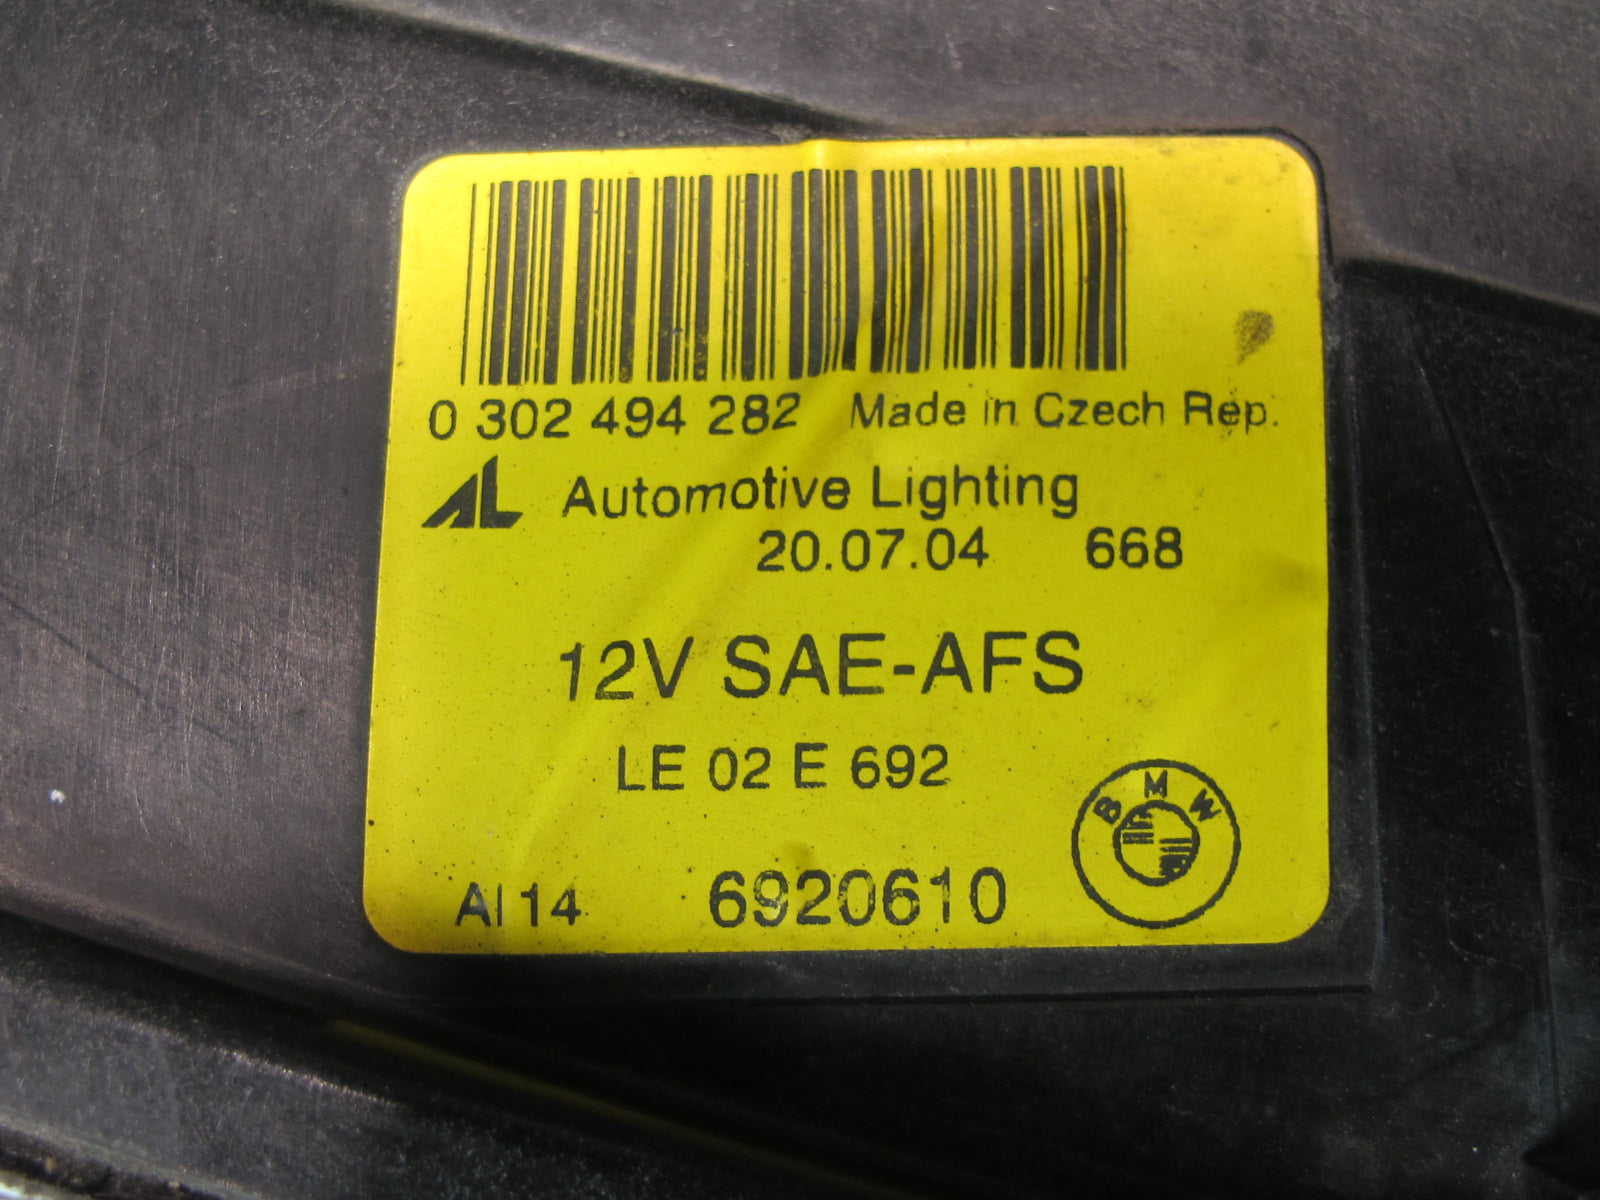 0 302 494 282 Made in Czech Rep.
AL Automotive Lighting
20.07.04 668
12V SAE-AFS
LE 02 E 692
BMW
AI 14 6920610